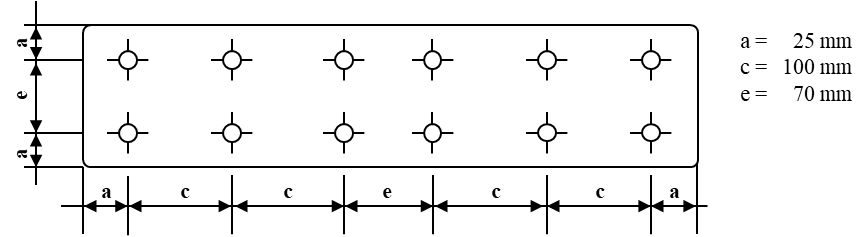 a
e
a
a c c e c c a
a = 25 mm
c = 100 mm
e = 70 mm